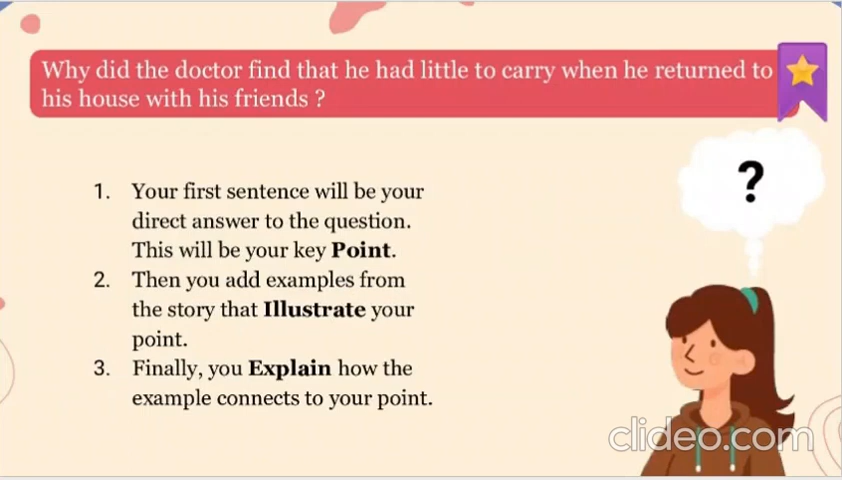 Why did the doctor find that he had little to carry when he returned to
his house with his friends ?
?
1. Your first sentence will be your
direct answer to the question.
This will be your key Point.
2. Then you add examples from
the story that Illustrate your
point.
3. Finally, you Explain how the
example connects to your point.
clideo.com